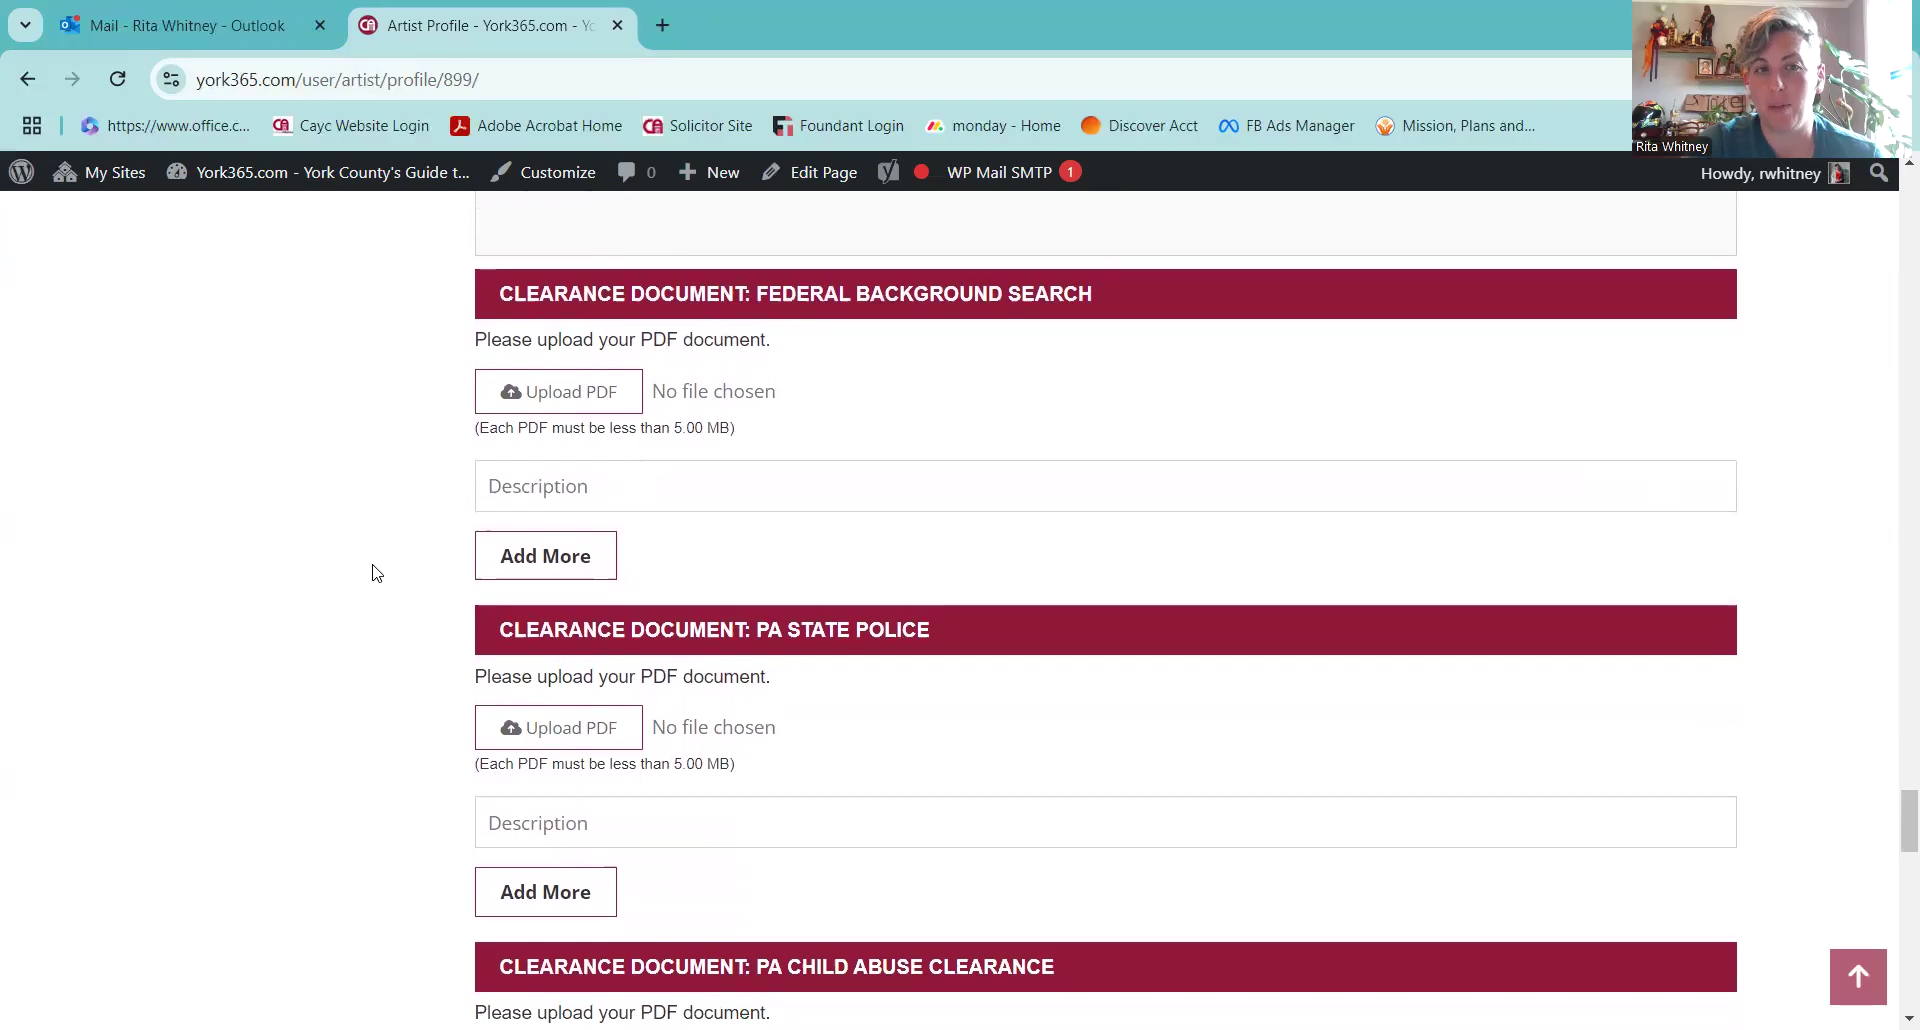 Mail - Rita Whitney - Outlook
Artist Profile - York365.com - Yo
york365.com/user/artist/profile/899/
https://www.office.c...
Cayc Website Login
Adobe Acrobat Home
Solicitor Site
Foundant Login
monday - Home
Discover Acct
FB Ads Manager
Mission, Plans and...
Rita Whitney
My Sites
York365.com - York County's Guide t...
Customize
0
New
Edit Page
WP Mail SMTP 1
Howdy, rwhitney
CLEARANCE DOCUMENT: FEDERAL BACKGROUND SEARCH
Please upload your PDF document.
Upload PDF No file chosen
(Each PDF must be less than 5.00 MB)
Description
Add More
CLEARANCE DOCUMENT: PA STATE POLICE
Please upload your PDF document.
Upload PDF No file chosen
(Each PDF must be less than 5.00 MB)
Description
Add More
CLEARANCE DOCUMENT: PA CHILD ABUSE CLEARANCE
Please upload your PDF document.